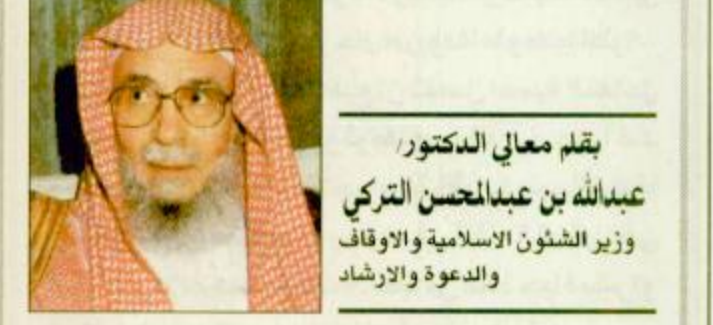 بقلم معالي الدكتور/
عبدالله بن عبدالمحسن التركي
وزير الشئون الاسلامية والاوقاف
والدعوة والارشاد